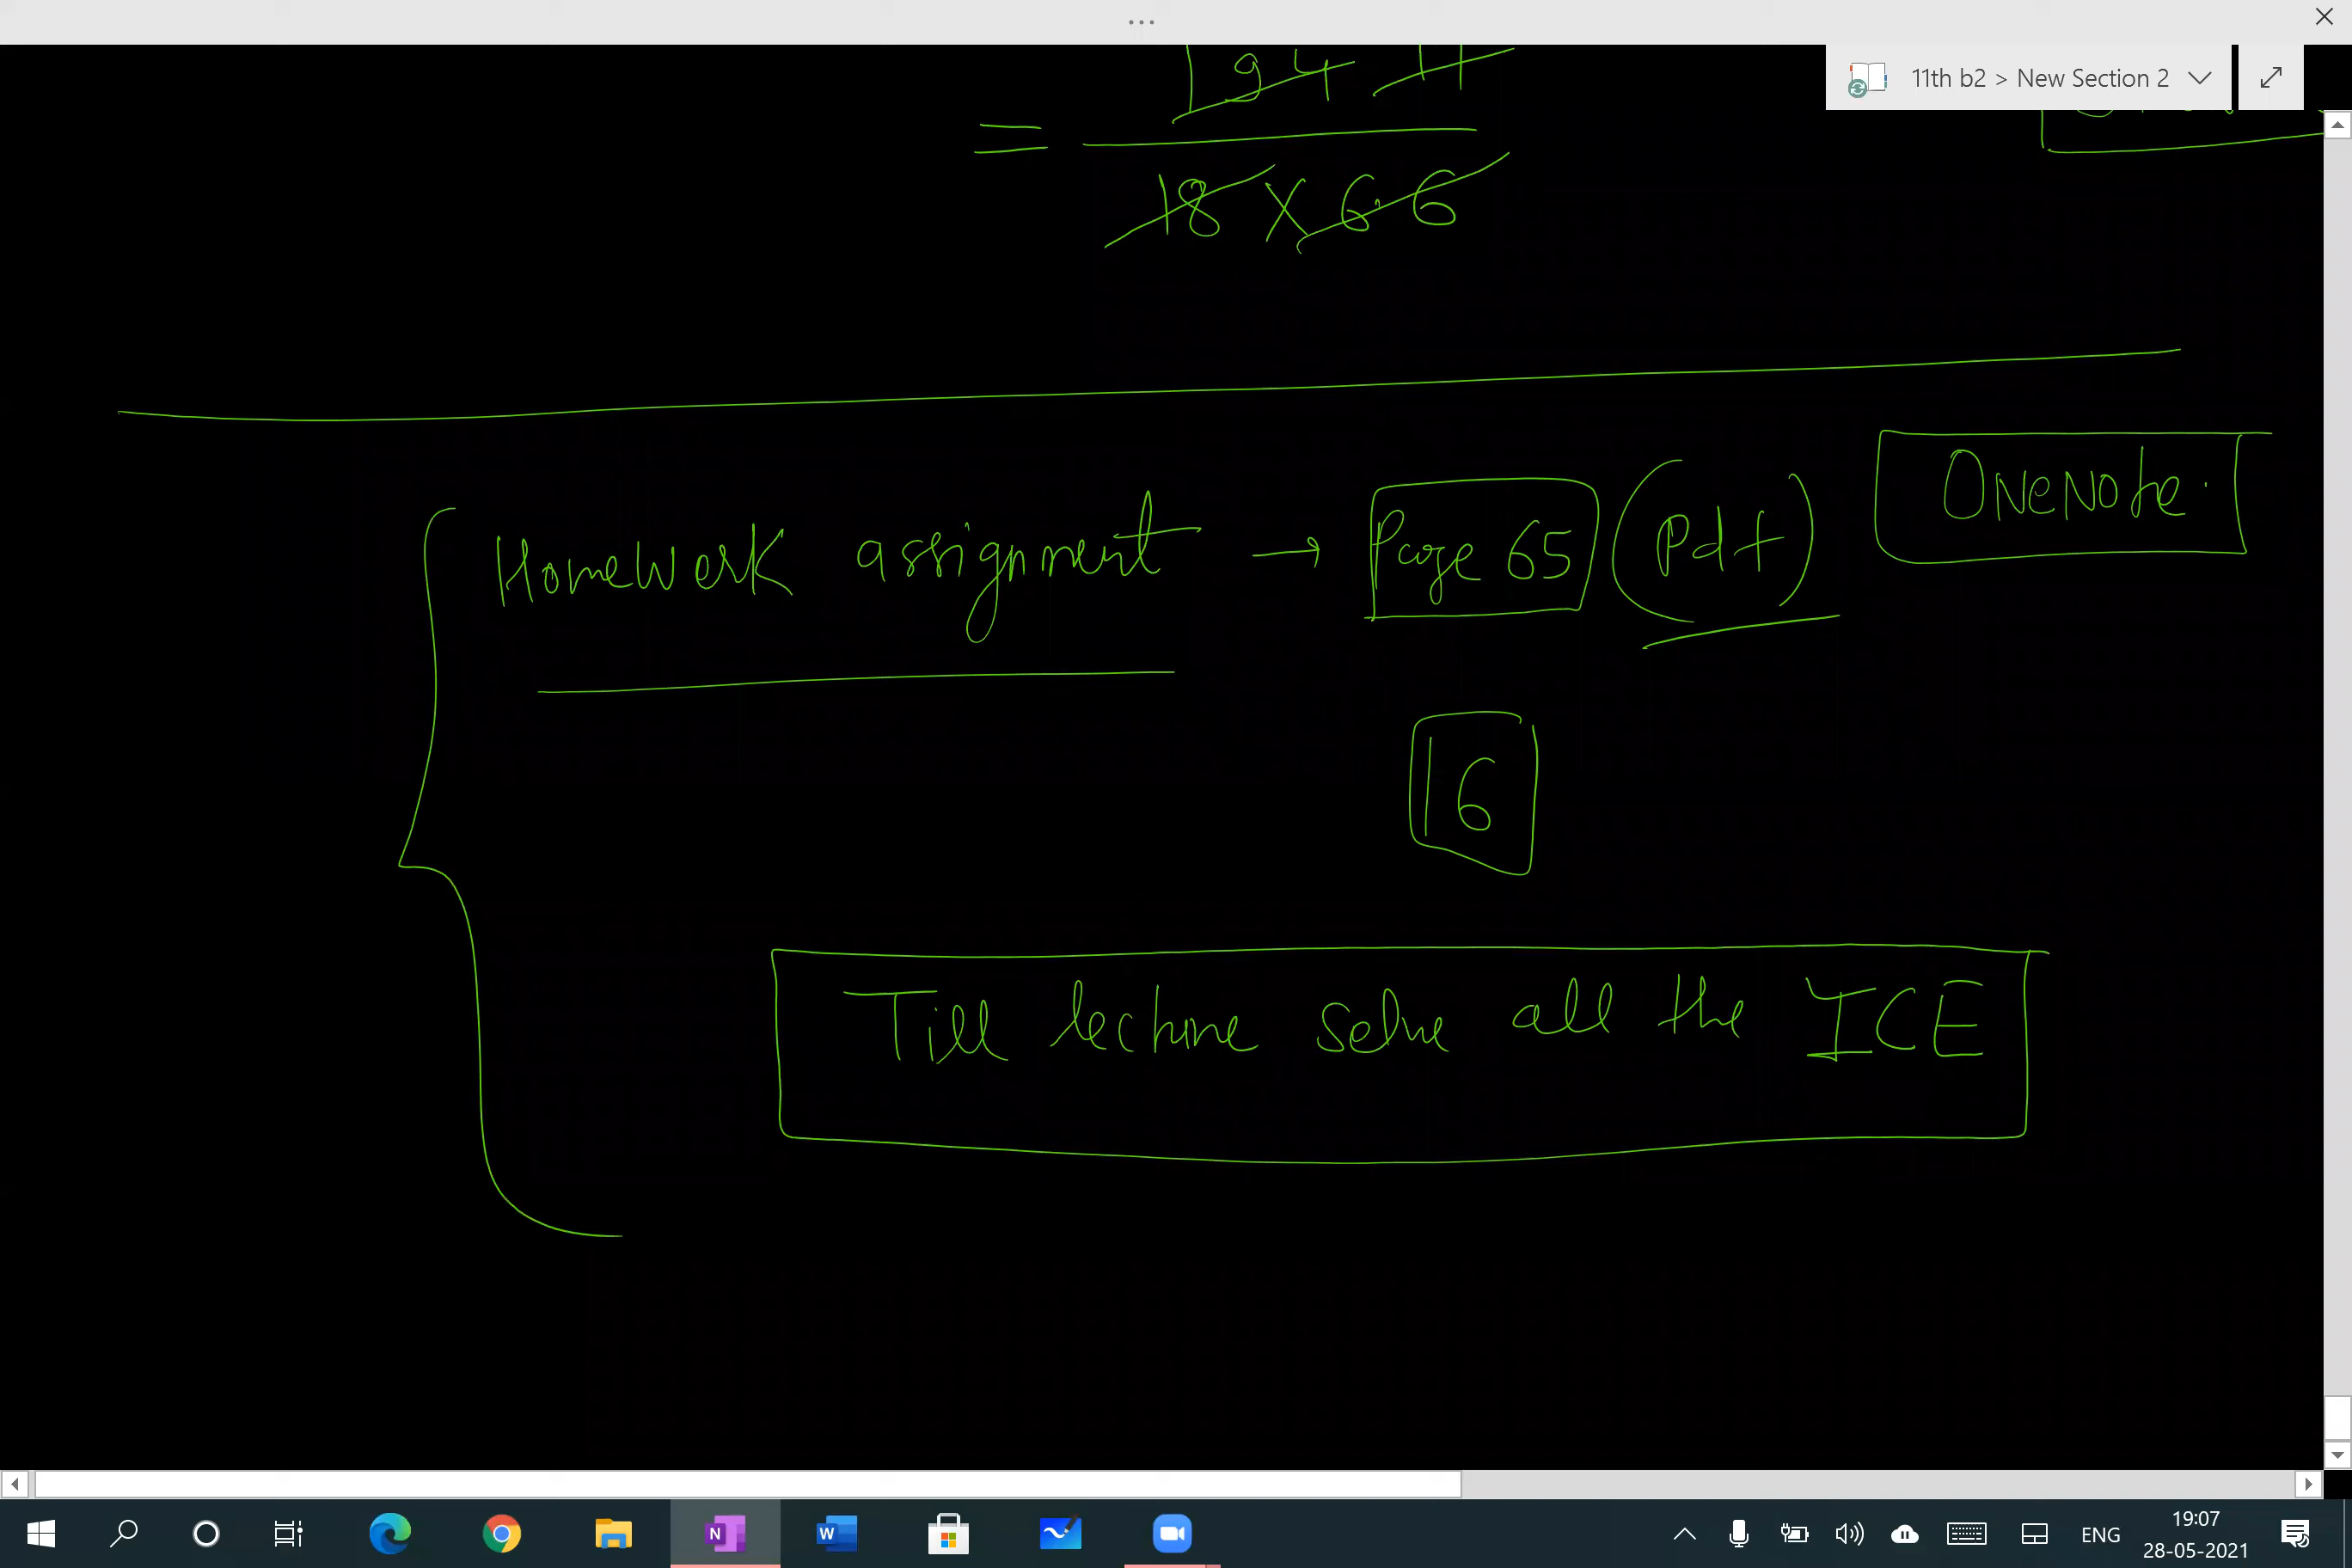 11th b2 > New Section 2
=
18 X 6.6
OneNote.
Homework assignment → Page 65 (Pdf)
16
Till lecture solve all the ICE
ENG
19:07
28-05-2021